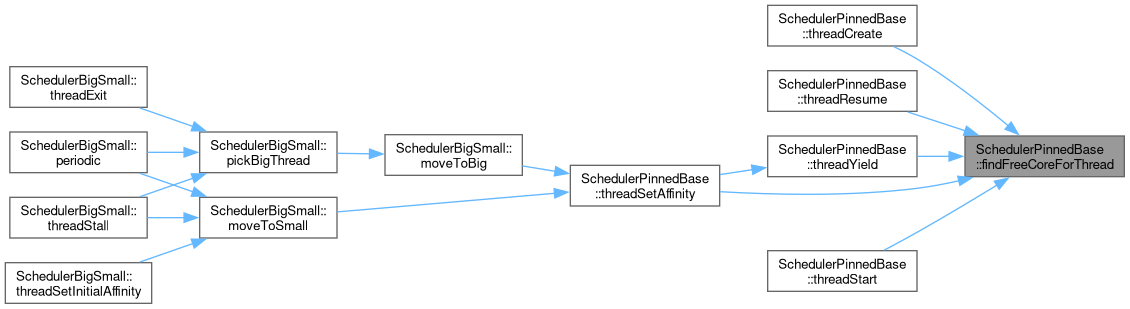 SchedulerBigSmall::
threadExit
SchedulerBigSmall::
periodic
SchedulerBigSmall::
threadStall
SchedulerBigSmall::
threadSetInitialAffinity
SchedulerBigSmall::
pickBigThread
SchedulerBigSmall::
moveToSmall
SchedulerBigSmall::
moveToBig
SchedulerPinnedBase
::threadSetAffinity
SchedulerPinnedBase
::threadCreate
SchedulerPinnedBase
::threadResume
SchedulerPinnedBase
::threadYield
SchedulerPinnedBase
::threadStart
SchedulerPinnedBase
::findFreeCoreForThread